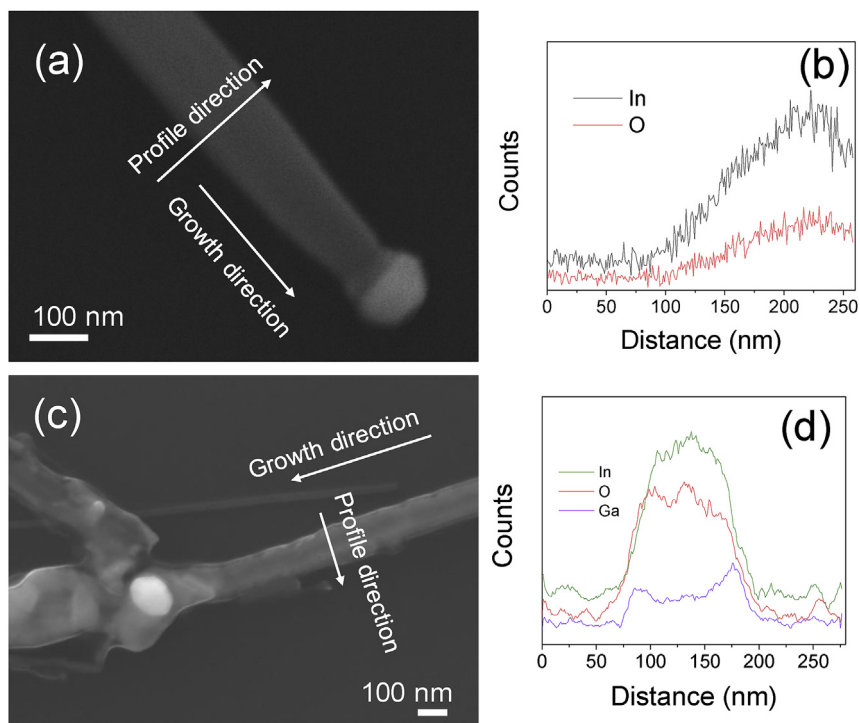 (a)
Profile direction
Growth direction
100 nm
(b)
In
O
Counts
0 50 100 150 200 250
Distance (nm)
(c)
Growth direction
Profile direction
100 nm
(d)
In
O
Ga
Counts
0 50 100 150 200 250
Distance (nm)